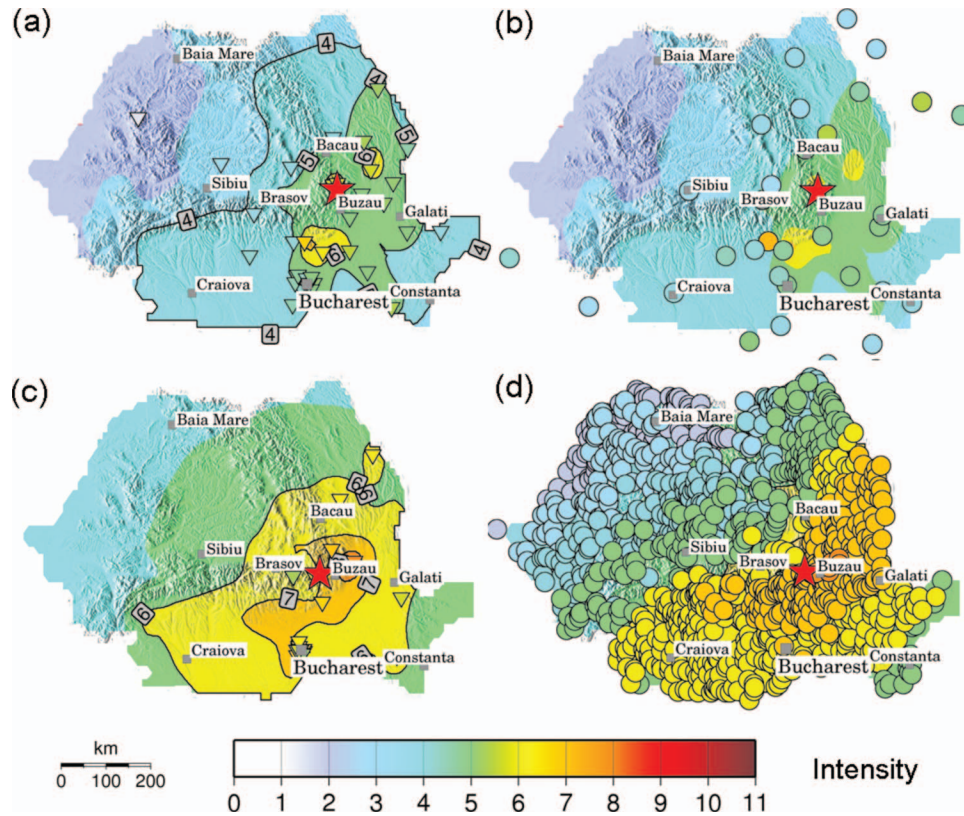 (a)
4
Baia Mare
4
5
Bacau
6
5
Brasov
Sibiu
Buzau
Galati
4
6
4
Craiova
Bucharest
Constanta
4
(b)
Baia Mare
Bacau
Sibiu
Brasov
Buzau
Galati
Craiova
Bucharest
Constanta
(c)
Baia Mare
6
6
Bacau
Sibiu
Brasov
Buzau
7
Galati
7
6
Craiova
Bucharest
Constanta
(d)
Baia Mare
Bacau
Sibiu
Brasov
Buzau
Galati
Craiova
Bucharest
Constanta
km
0 100 200
0 1 2 3 4 5 6 7 8 9 10 11
Intensity